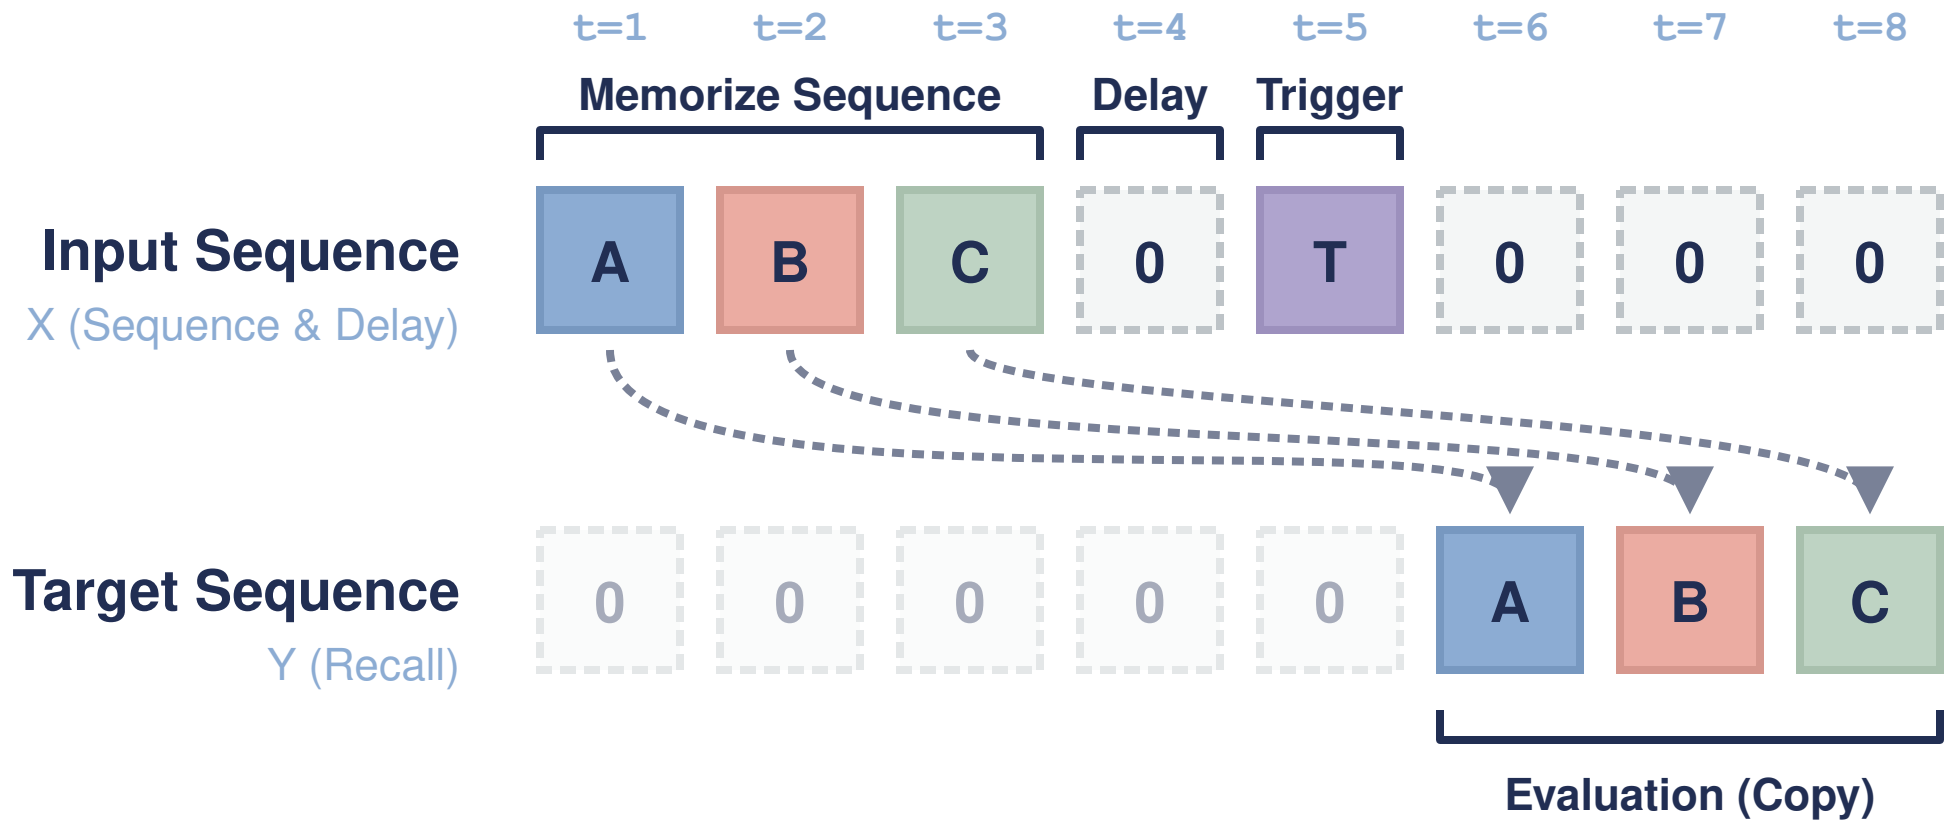 t=1 t=2 t=3 t=4 t=5 t=6 t=7 t=8
Memorize Sequence Delay Trigger
Input Sequence A B C 0 T 0 0 0
X (Sequence & Delay)
Target Sequence 0 0 0 0 0 A B C
Y (Recall)
Evaluation (Copy)